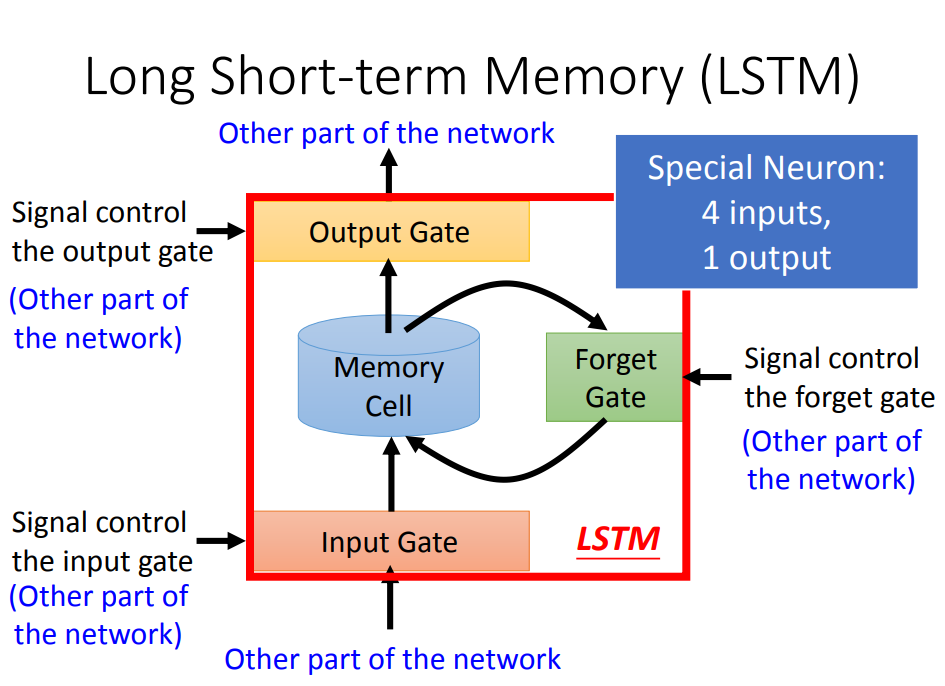 Long Short-term Memory (LSTM)
Other part of the network
Special Neuron:
4 inputs,
1 output
Signal control
the output gate
(Other part of
the network)
Output Gate
Memory
Cell
Forget
Gate
Signal control
the forget gate
(Other part of
the network)
Signal control
the input gate
(Other part of
the network)
Input Gate
LSTM
Other part of the network